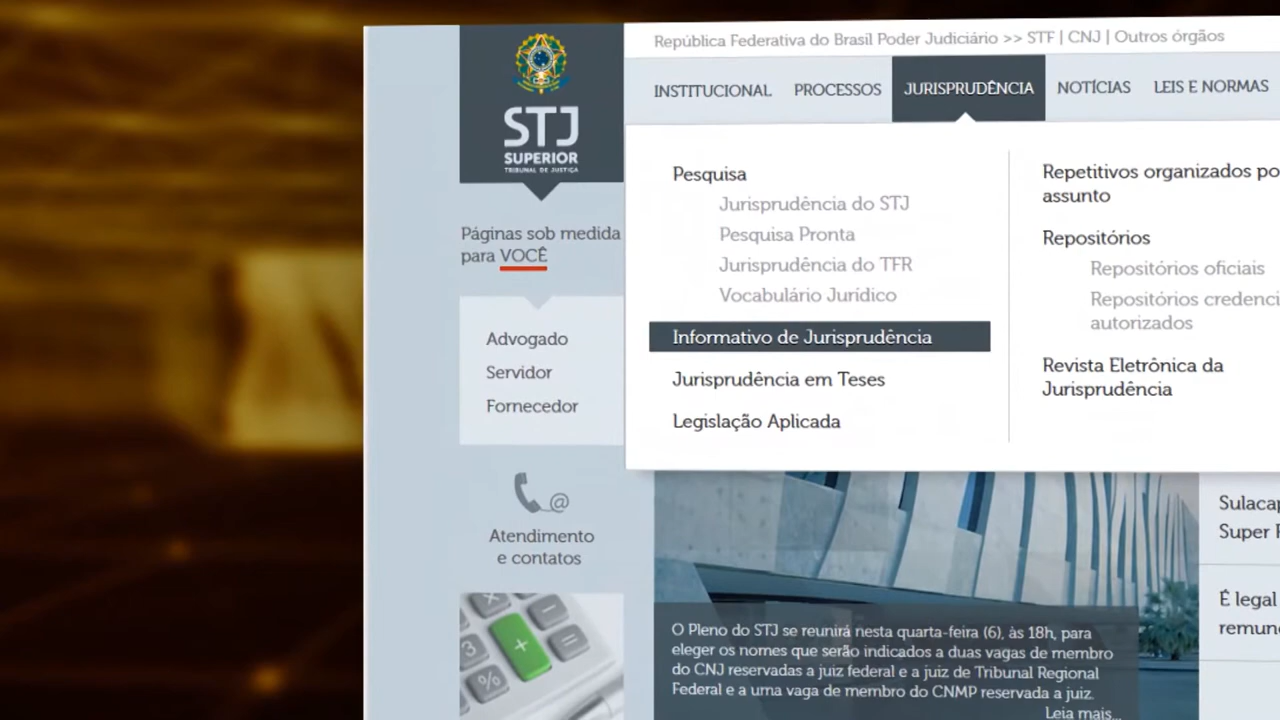 República Federativa do Brasil Poder Judiciário >> STF | CNJ | Outros órgãos
INSTITUCIONAL PROCESSOS JURISPRUDÊNCIA NOTÍCIAS LEIS E NORMAS
STJ
SUPERIOR
TRIBUNAL DE JUSTIÇA
Páginas sob medida
para VOCÊ
Advogado
Servidor
Fornecedor
@
Atendimento
e contatos
Pesquisa
Jurisprudência do STJ
Pesquisa Pronta
Jurisprudência do TFR
Vocabulário Jurídico
Informativo de Jurisprudência
Jurisprudência em Teses
Legislação Aplicada
Repetitivos organizados po
assunto
Repositórios
Repositórios oficiais
Repositórios credenci
autorizados
Revista Eletrônica da
Jurisprudência
O Pleno do STJ se reunirá nesta quarta-feira (6), às 18h, para
eleger os nomes que serão indicados a duas vagas de membro
do CNJ reservadas a juiz federal e a juiz de Tribunal Regional
Federal e a uma vaga de membro do CNMP reservada a juiz.
Leia mais...
Sulacap
Super
É legal
remun